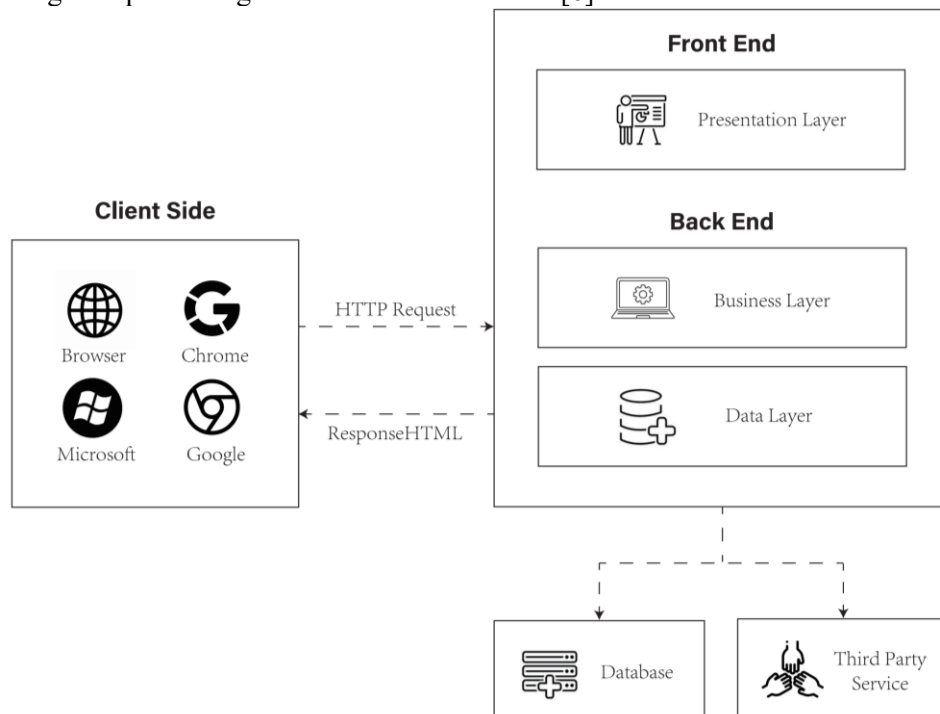 Front End
Presentation Layer
Client Side
Back End
Browser
Chrome
Microsoft
Google
HTTP Request
ResponseHTML
Business Layer
Data Layer
Database
Third Party
Service